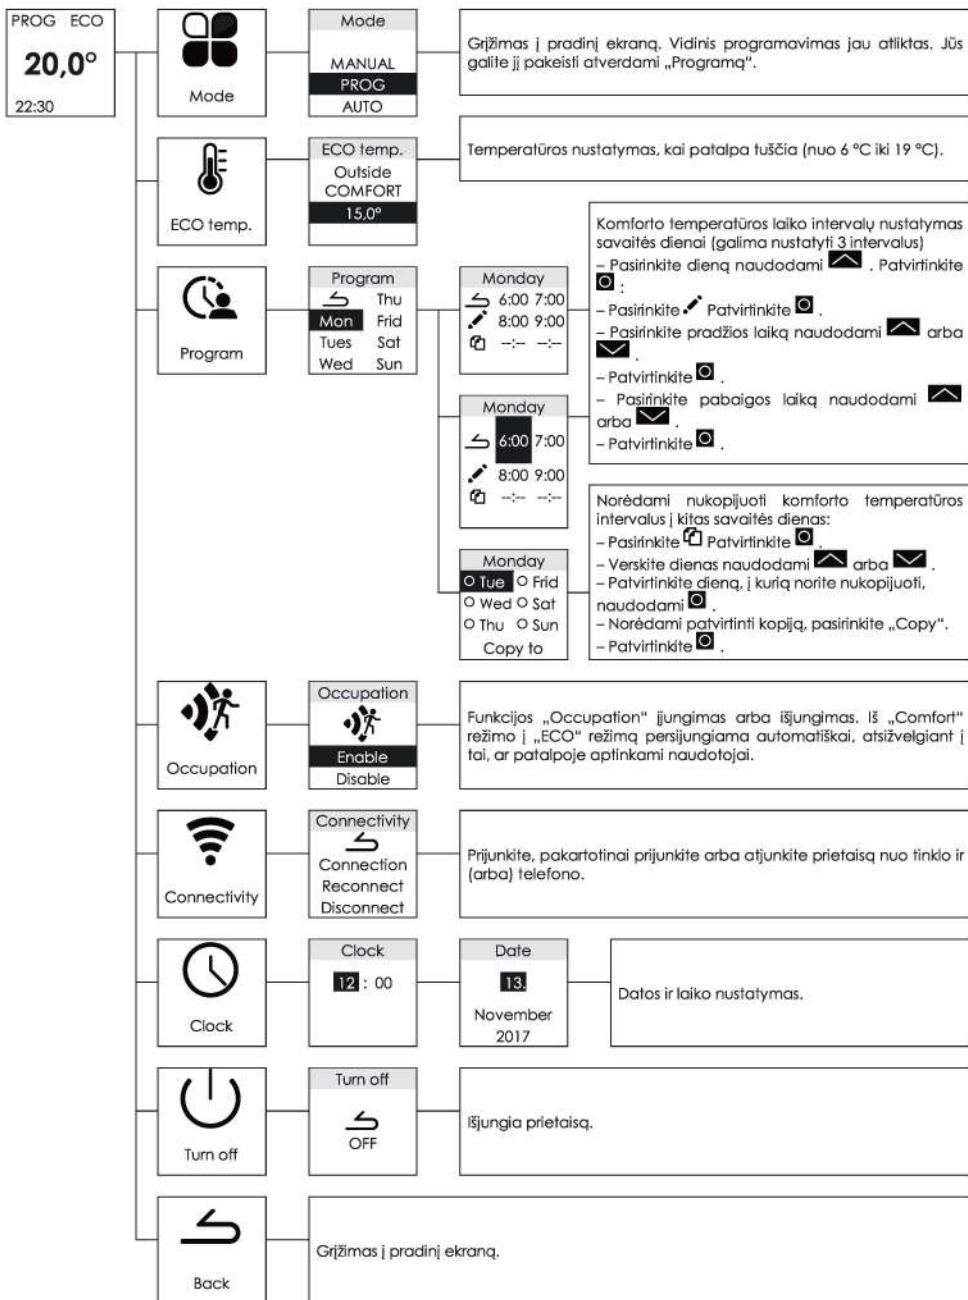 PROG ECO
20,0°
22:30
Mode
Mode
MANUAL
PROG
AUTO
Grįžimas į pradinį ekraną. Vidinis programavimas jau atliktas. Jūs
galite jį pakeisti atverdami „Programą“.
ECO temp.
ECO temp.
Outside
COMFORT
15,0°
Temperatūros nustatymas, kai patalpa tuščia (nuo 6 °C iki 19 °C).
Program
Program
Thu
Mon Frid
Tues Sat
Wed Sun
Monday
6:00 7:00
8:00 9:00
--:-- --:--
Monday
6:00 7:00
8:00 9:00
--:-- --:--
Komforto temperatūros laiko intervalų nustatymas
savaitės dienai (galima nustatyti 3 intervalus)
– Pasirinkite dieną naudodami . Patvirtinkite
:
– Pasirinkite Patvirtinkite .
– Pasirinkite pradžios laiką naudodami arba
.
– Patvirtinkite .
– Pasirinkite pabaigos laiką naudodami
arba .
– Patvirtinkite .
Monday
Tue Frid
Wed Sat
Thu Sun
Copy to
Norėdami nukopijuoti komforto temperatūros
intervalus į kitas savaitės dienas:
– Pasirinkite Patvirtinkite .
– Verskite dienas naudodami arba .
– Patvirtinkite dieną, į kurią norite nukopijuoti,
naudodami .
– Norėdami patvirtinti kopiją, pasirinkite „Copy“.
– Patvirtinkite .
Occupation
Occupation
Enable
Disable
Funkcijos „Occupation“ įjungimas arba išjungimas. Iš „Comfort“
režimo į „ECO“ režimą persijungiama automatiškai, atsižvelgiant į
tai, ar patalpoje aptinkami naudotojai.
Connectivity
Connectivity
Connection
Reconnect
Disconnect
Prijunkite, pakartotinai prijunkite arba atjunkite prietaisą nuo tinklo ir
(arba) telefono.
Clock
Clock
12 : 00
Date
13.
November
2017
Datos ir laiko nustatymas.
Turn off
Turn off
OFF
Išjungia prietaisą.
Back
Grįžimas į pradinį ekraną.